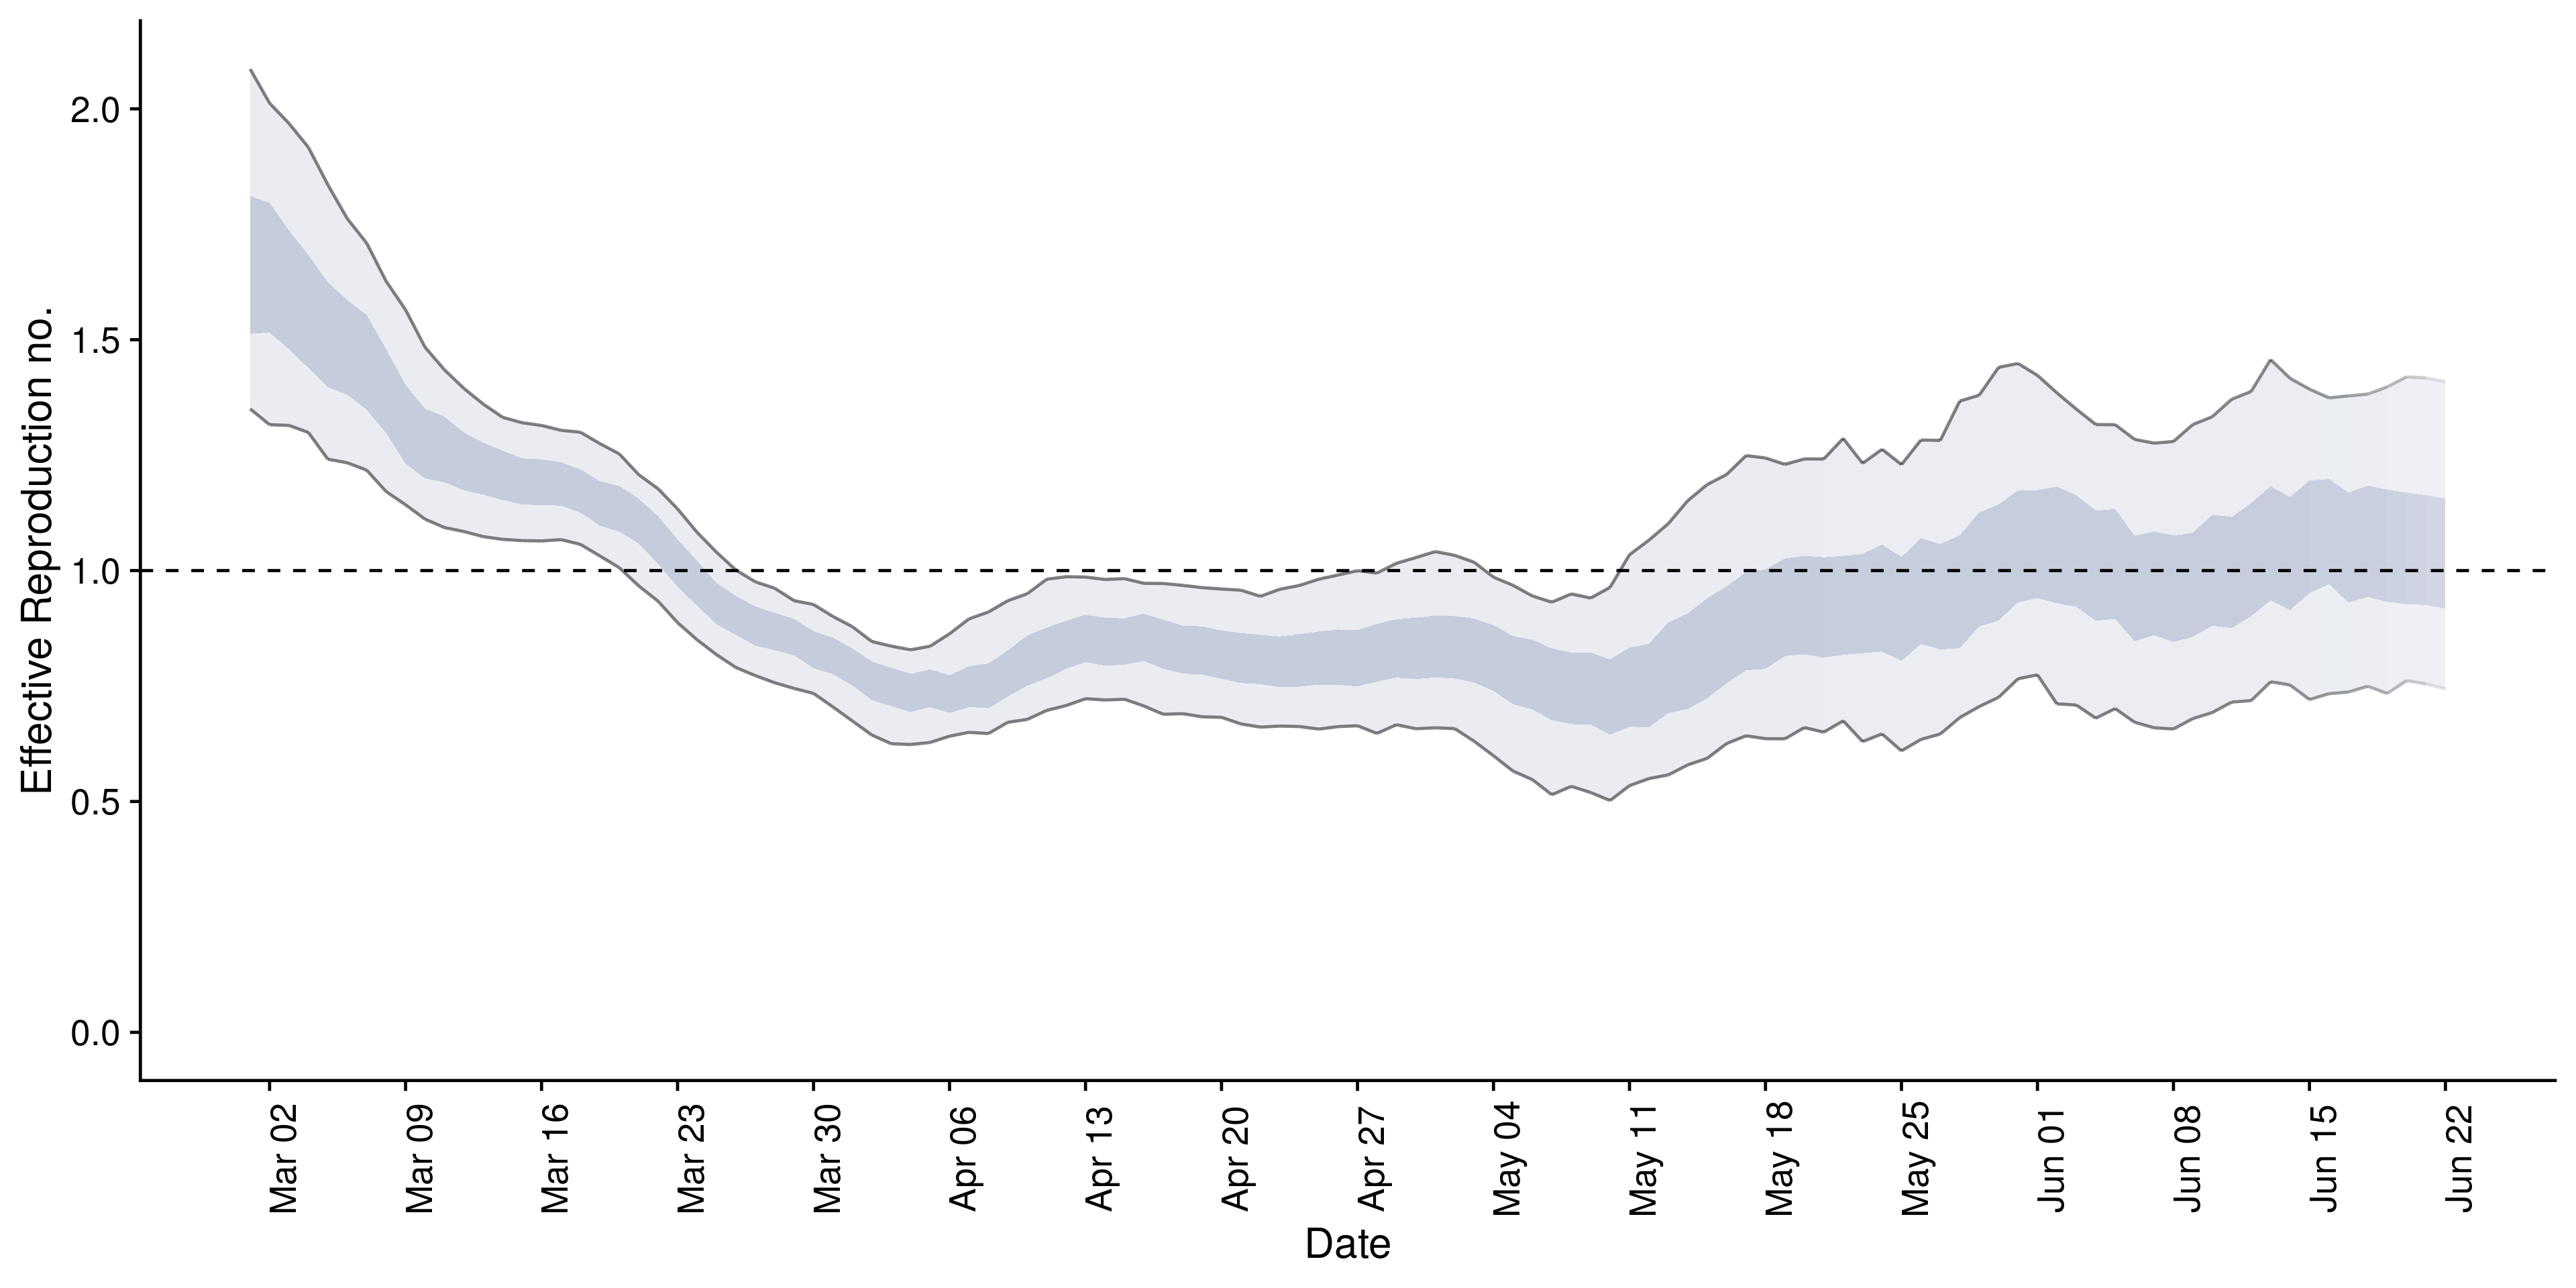 Effective Reproduction no.
2.0
1.5
1.0
0.5
0.0
Mar 02
Mar 09
Mar 16
Mar 23
Mar 30
Apr 06
Apr 13
Apr 20
Apr 27
May 04
May 11
May 18
May 25
Jun 01
Jun 08
Jun 15
Jun 22
Date